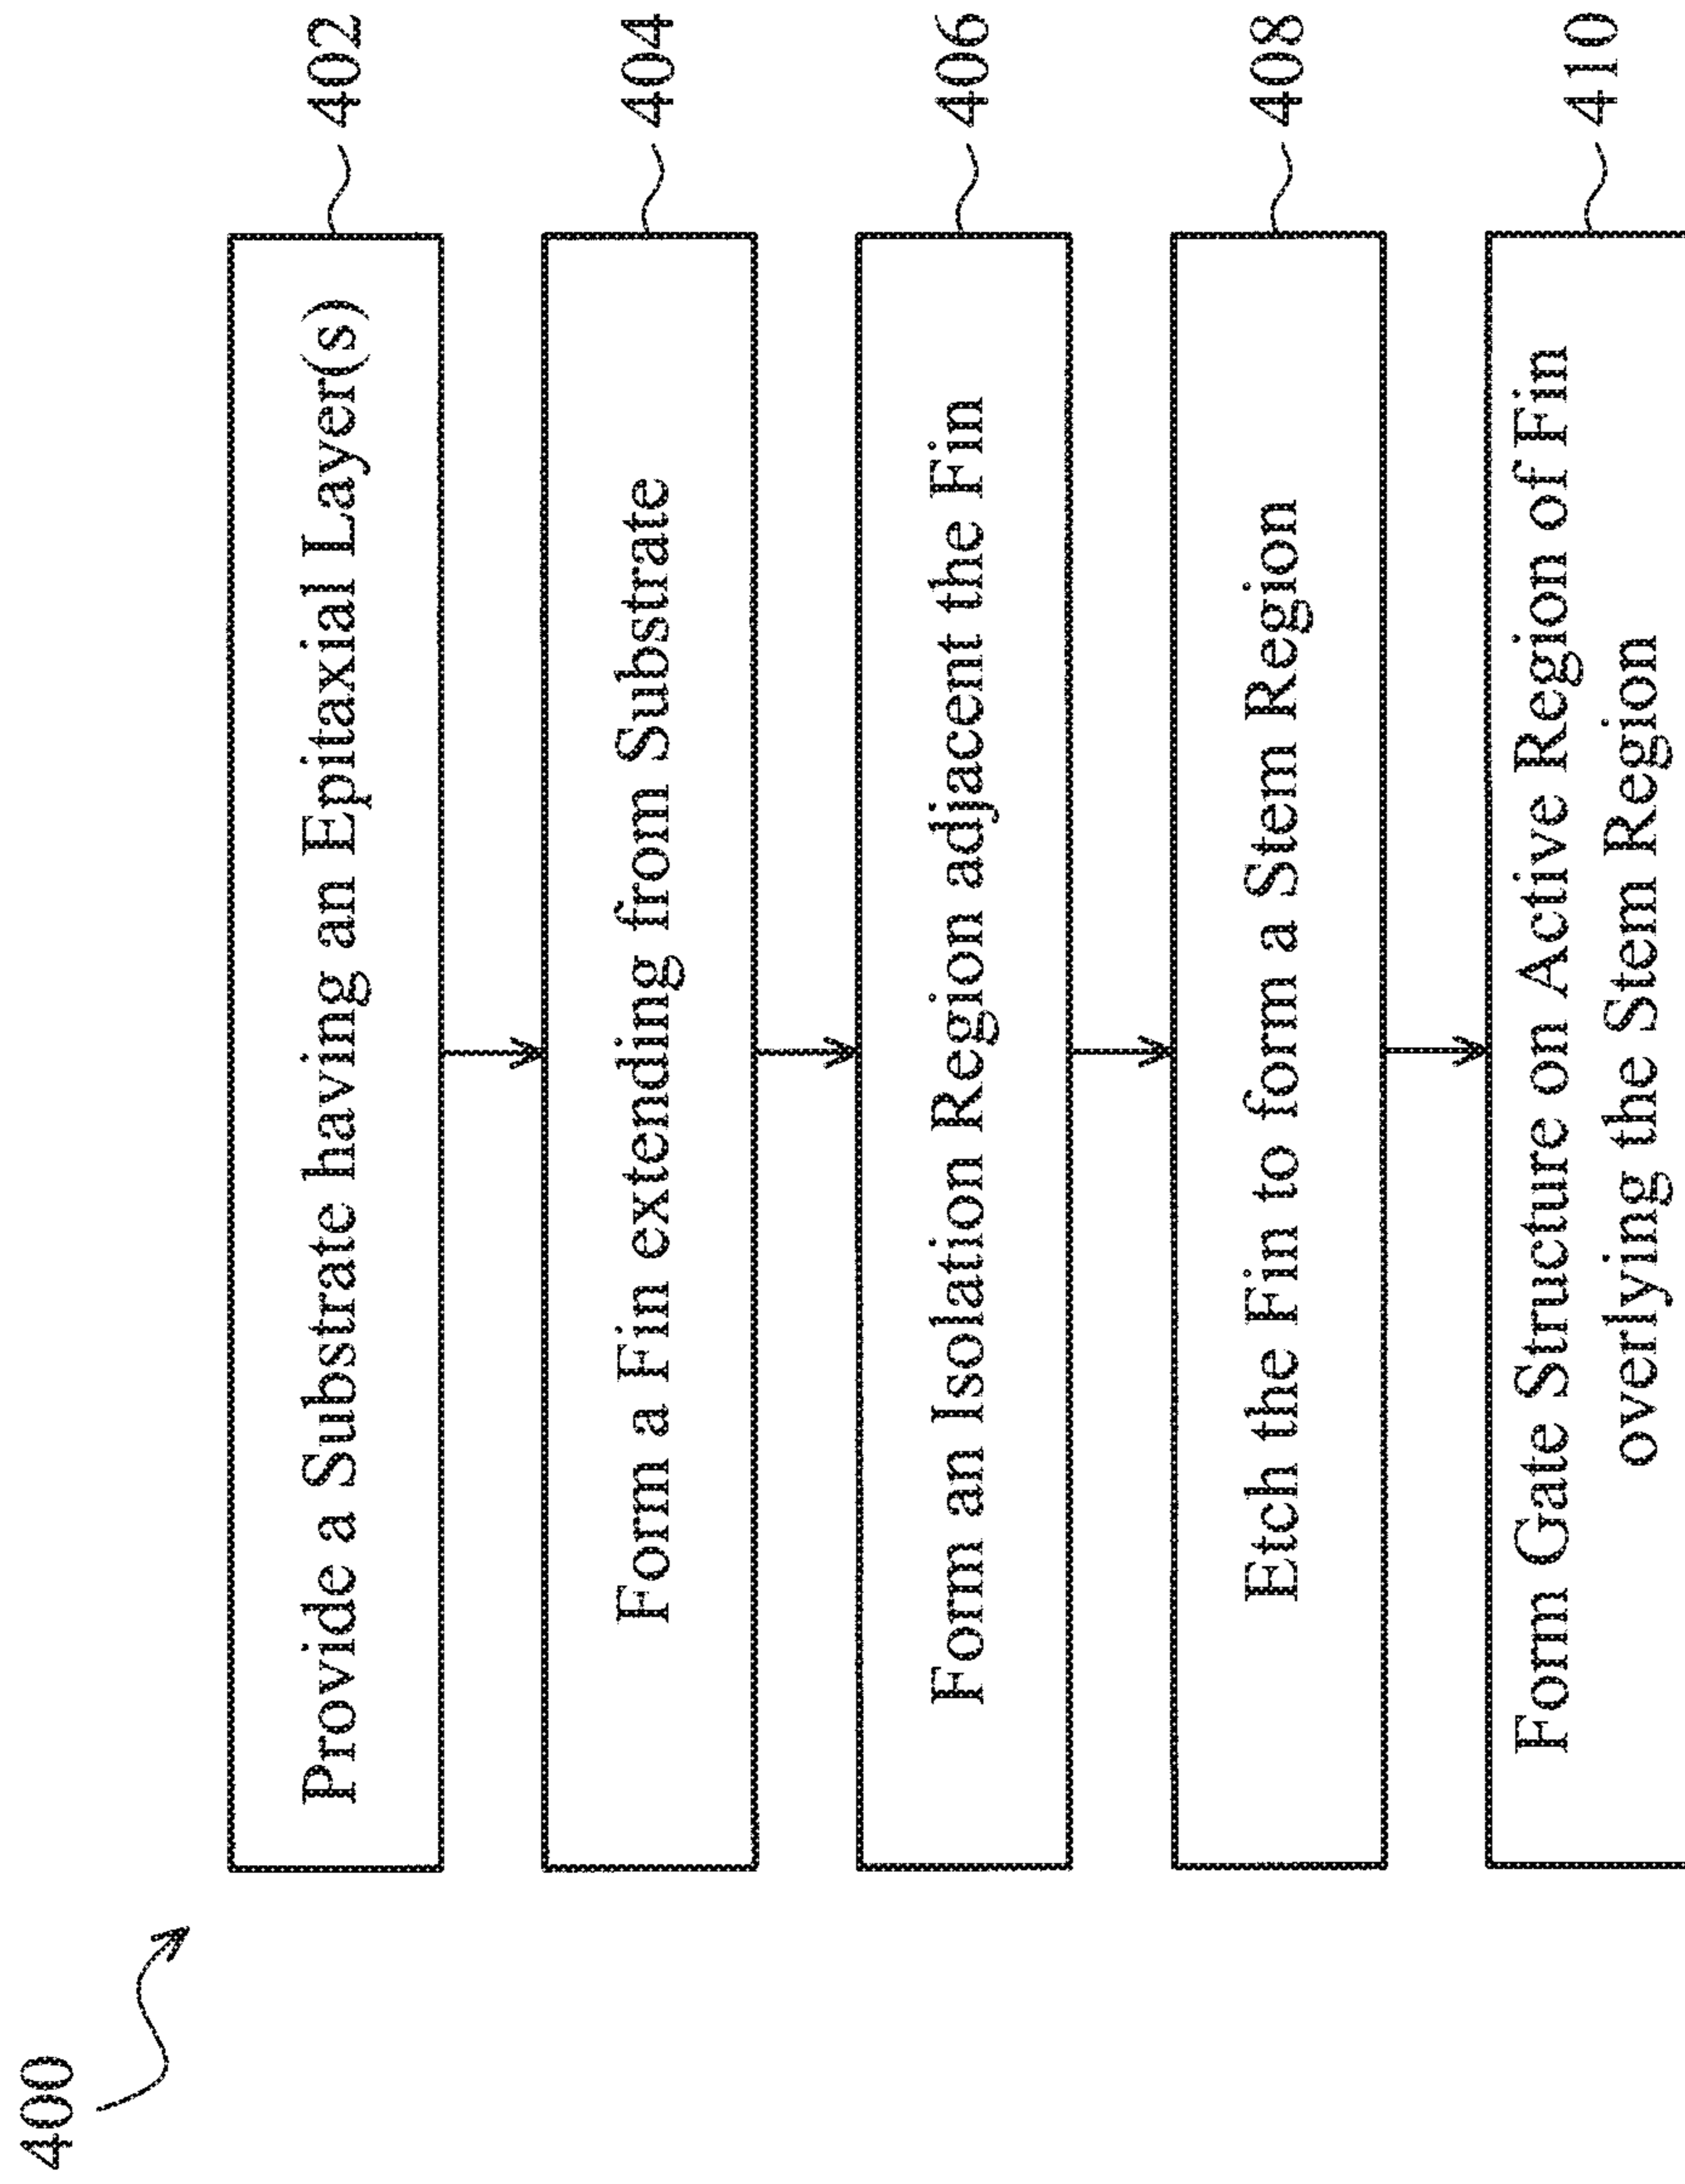 400
Provide a Substrate having an Epitaxial Layer(s)
402
Form a Fin extending from Substrate
404
Form an Isolation Region adjacent the Fin
406
Etch the Fin to form a Stem Region
408
Form Gate Structure on Active Region of Fin
overlying the Stem Region
410